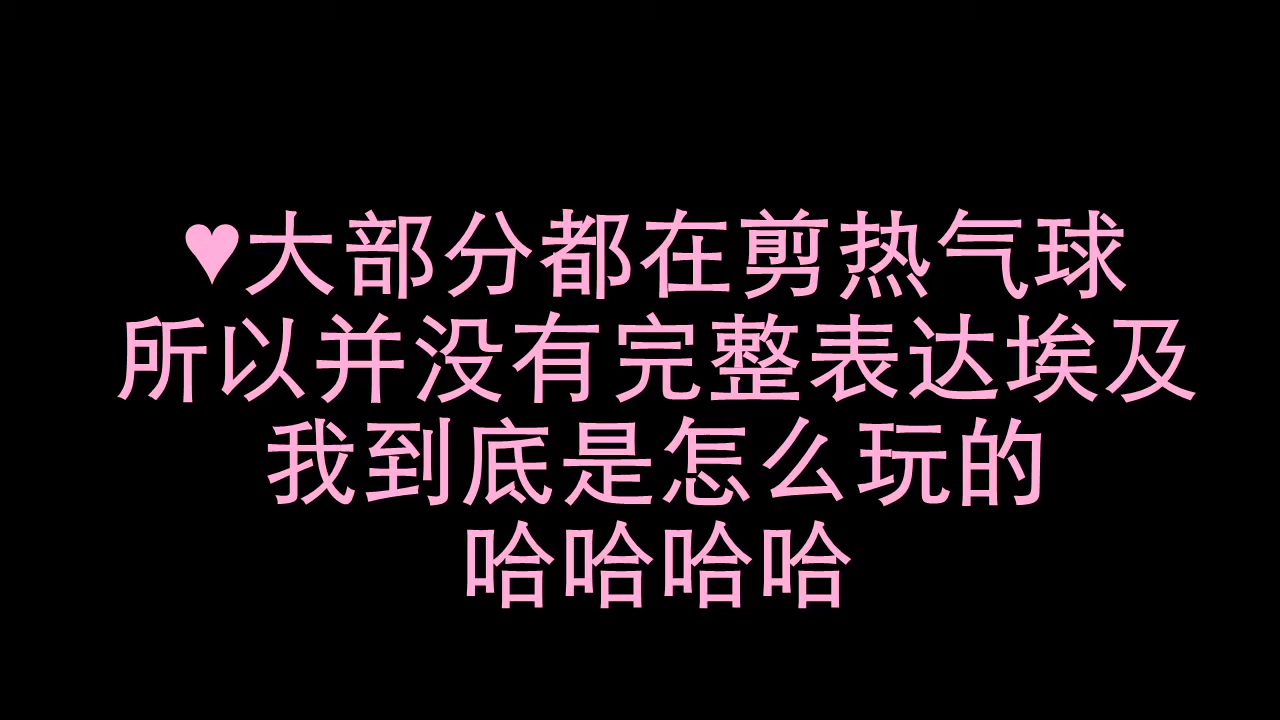 ♥大部分都在剪热气球
所以并没有完整表达埃及
我到底是怎么玩的
哈哈哈哈